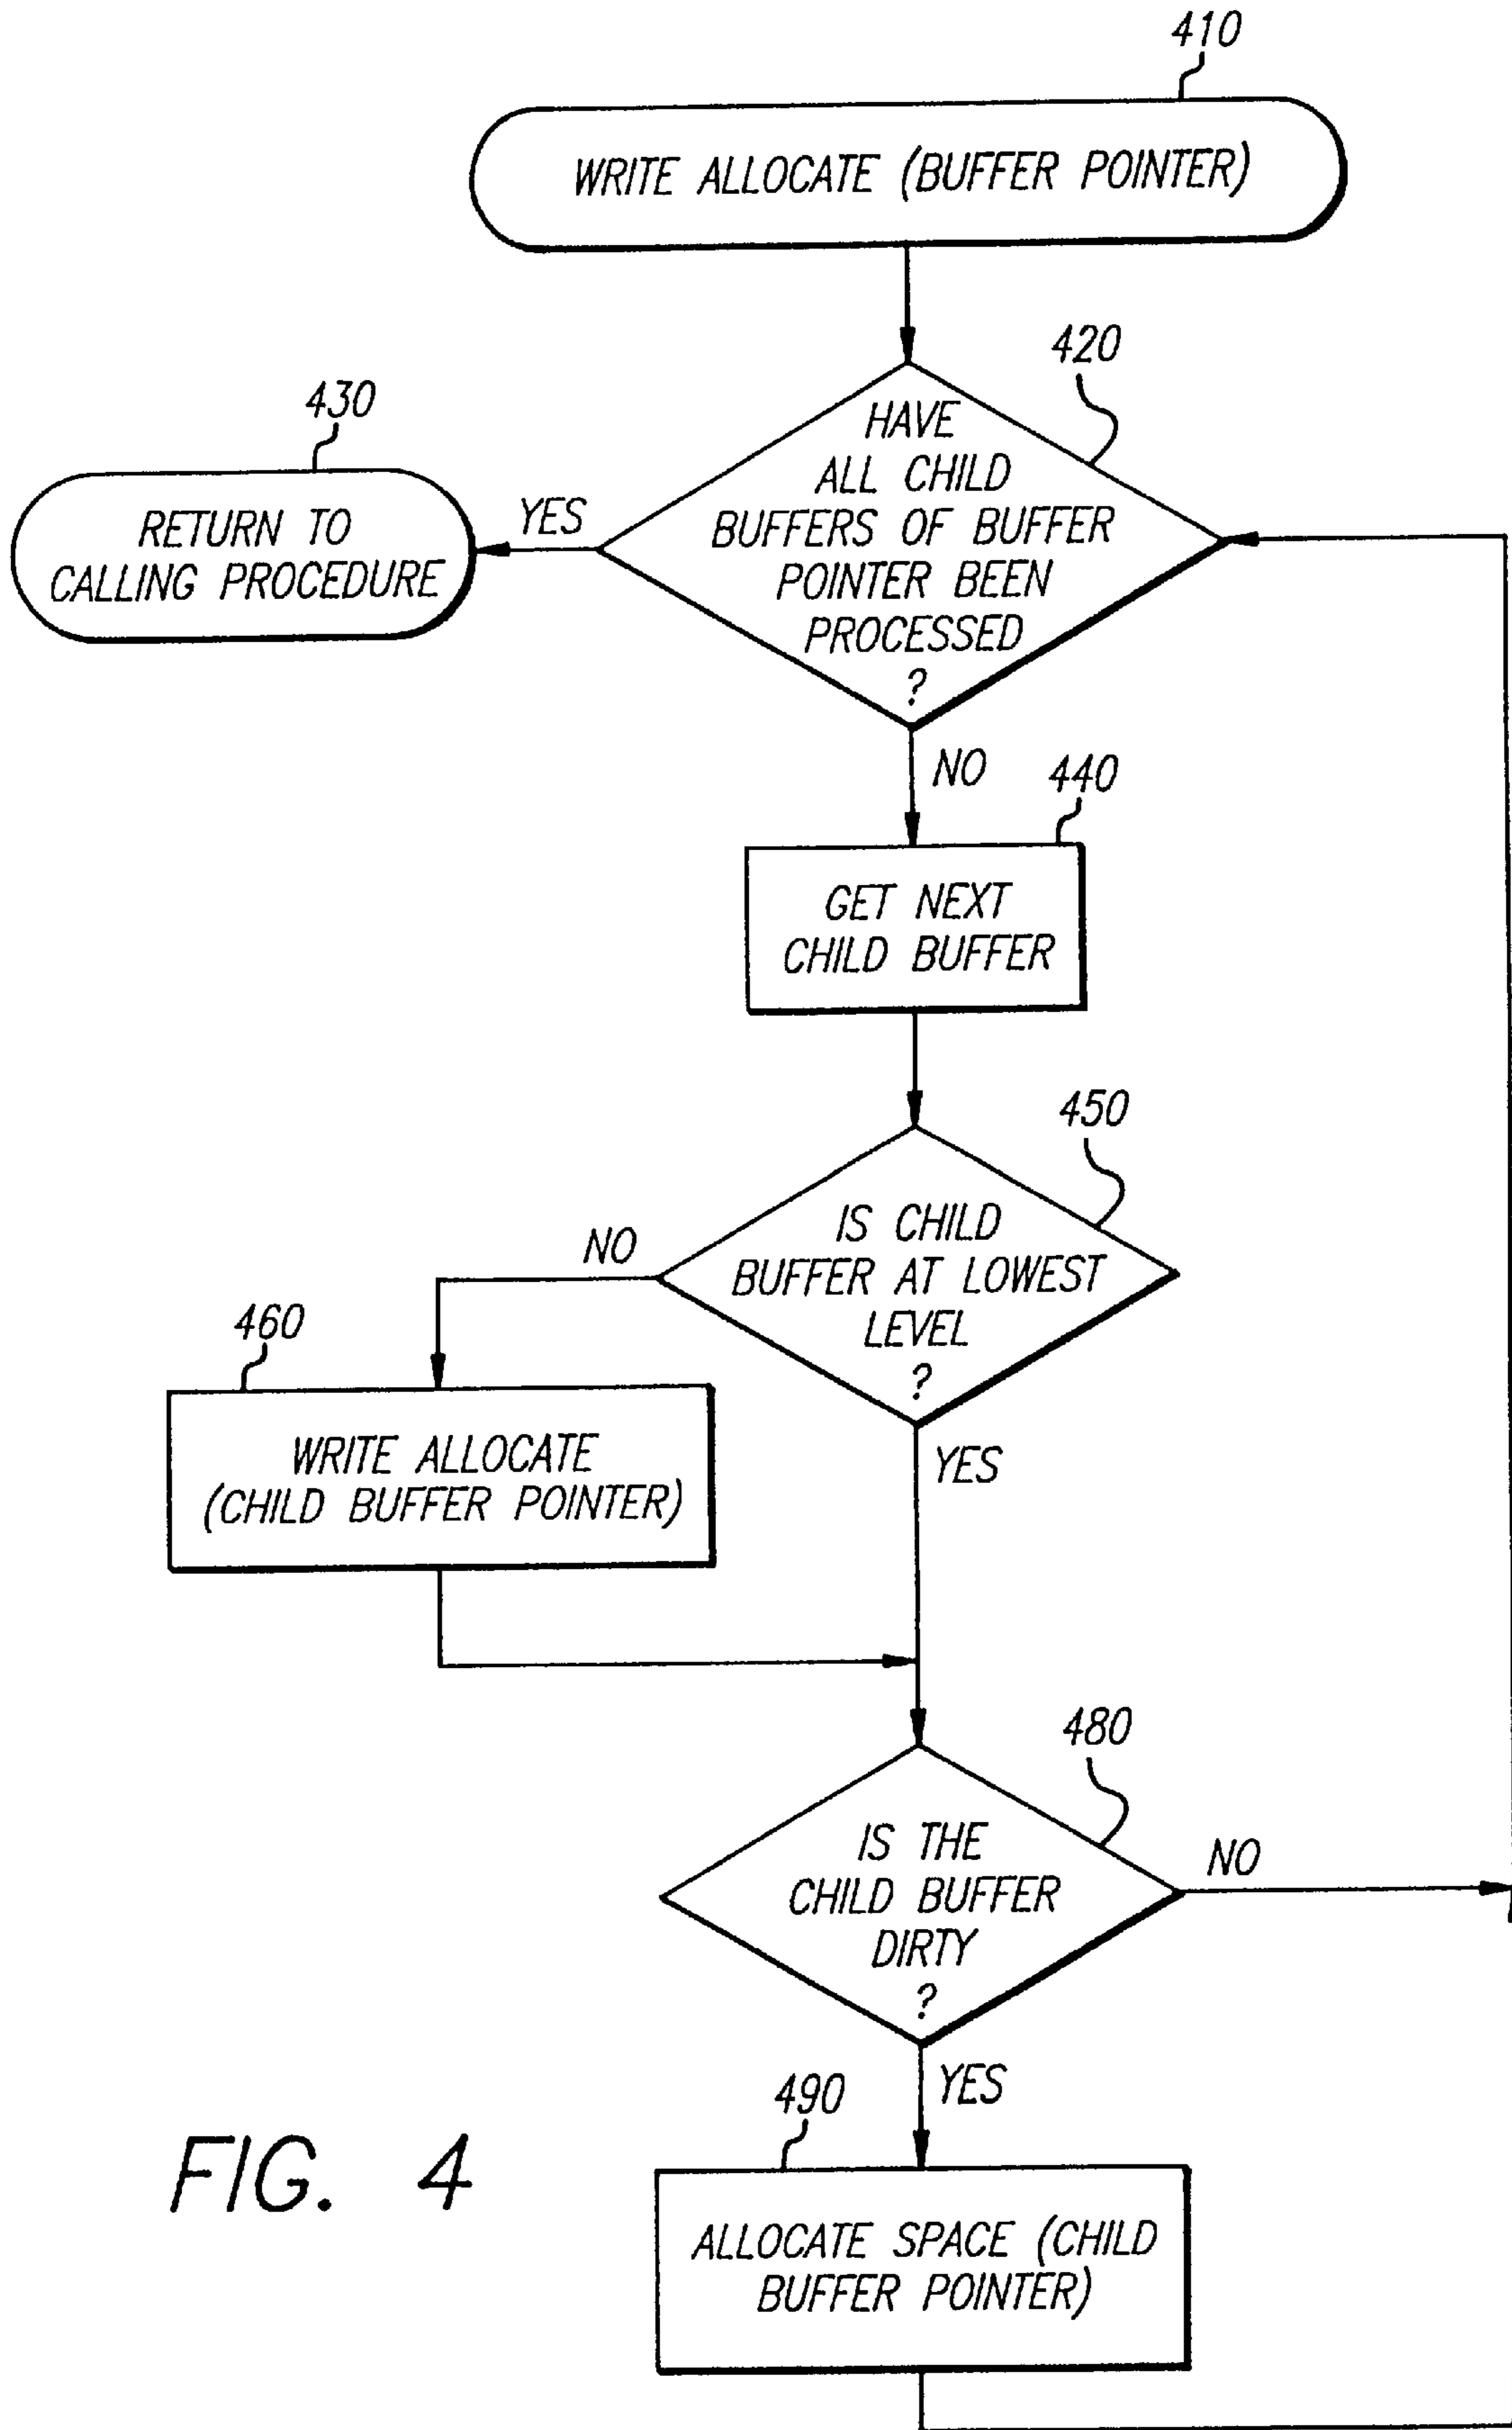 410
WRITE ALLOCATE (BUFFER POINTER)
420
HAVE
ALL CHILD
BUFFERS OF BUFFER
POINTER BEEN
PROCESSED
?
430
YES
RETURN TO
CALLING PROCEDURE
NO
440
GET NEXT
CHILD BUFFER
450
IS CHILD
BUFFER AT LOWEST
LEVEL
?
NO
460
WRITE ALLOCATE
(CHILD BUFFER POINTER)
YES
480
IS THE
CHILD BUFFER
DIRTY
?
NO
YES
490
ALLOCATE SPACE (CHILD
BUFFER POINTER)
FIG. 4